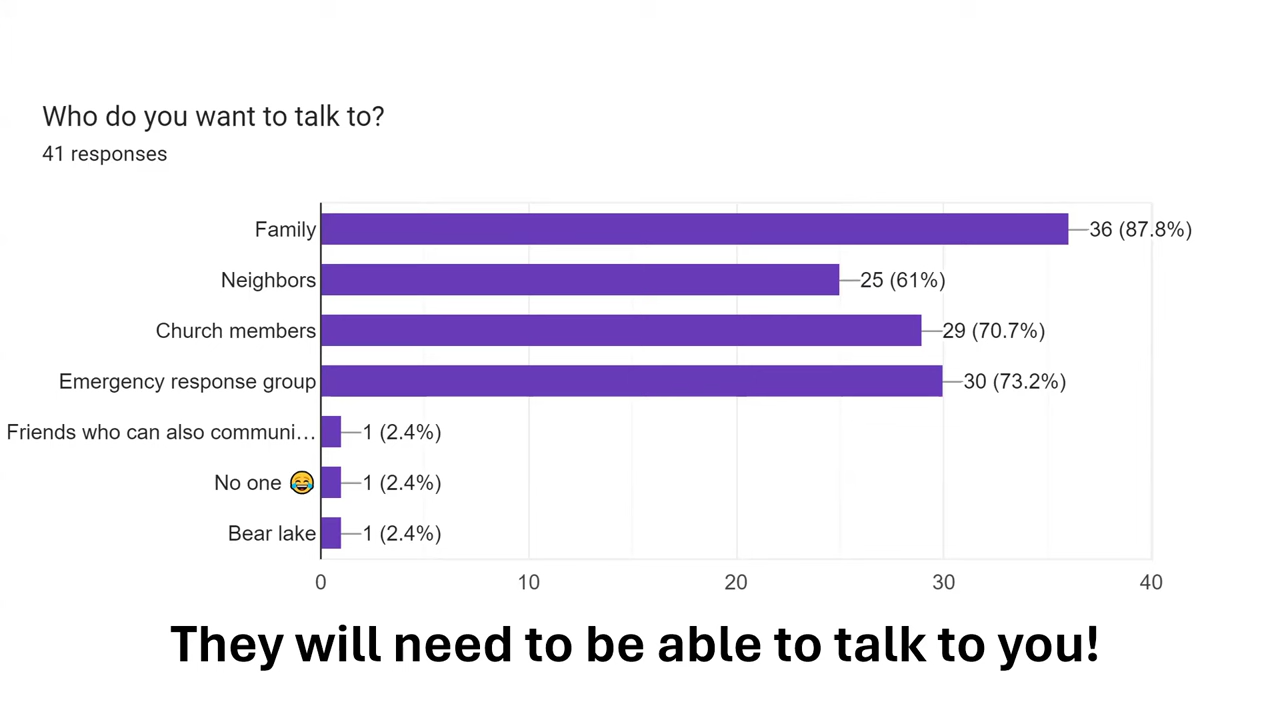 Who do you want to talk to?
41 responses
Family 36 (87.8%)
Neighbors 25 (61%)
Church members 29 (70.7%)
Emergency response group 30 (73.2%)
Friends who can also communi... 1 (2.4%)
No one 😂 1 (2.4%)
Bear lake 1 (2.4%)
0 10 20 30 40
They will need to be able to talk to you!